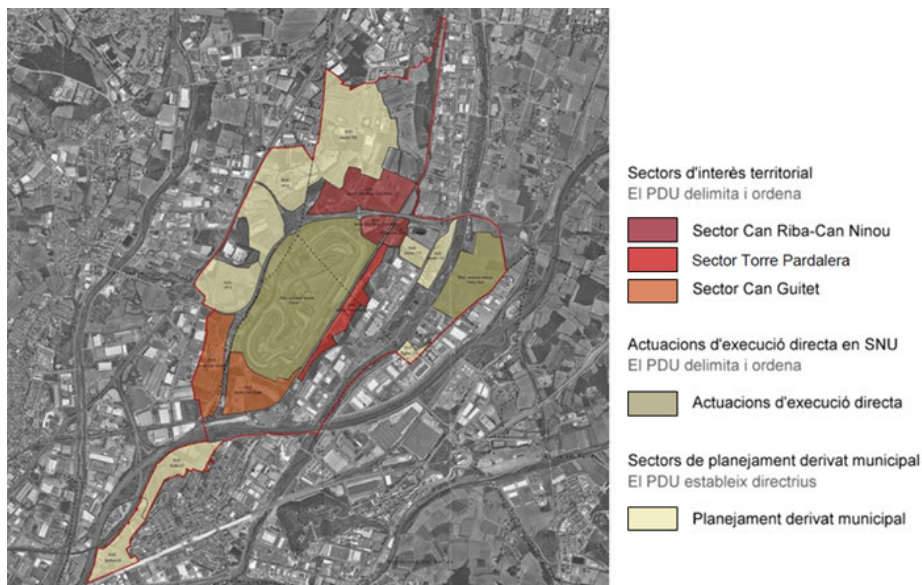 Sectors d'interès territorial
El PDU delimita i ordena
Sector Can Riba-Can Ninou
Sector Torre Pardalera
Sector Can Guitet
Actuacions d'execució directa en SNU
El PDU delimita i ordena
Actuacions d'execució directa
Sectors de planejament derivat municipal
El PDU estableix directrius
Planejament derivat municipal